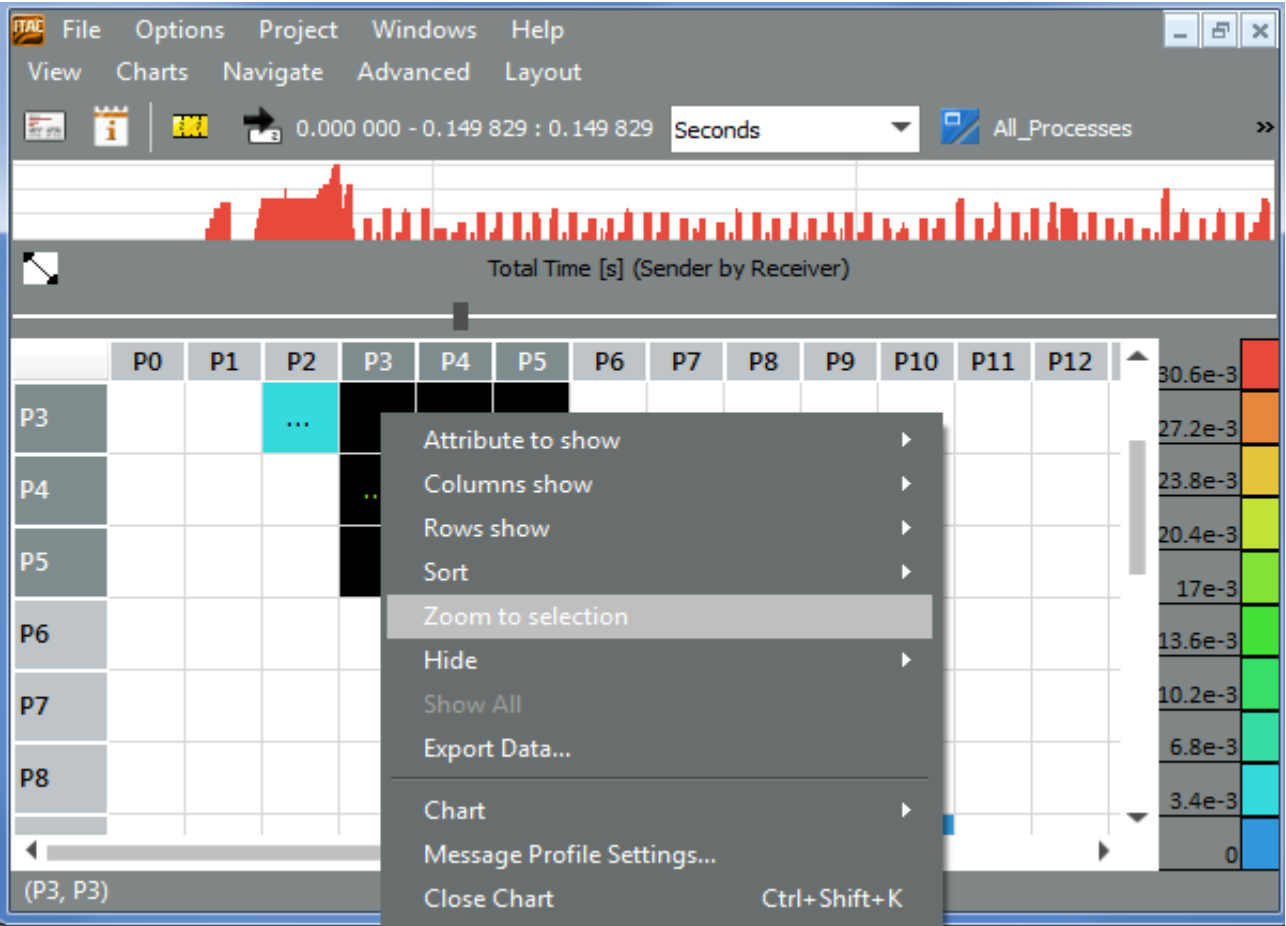 ITAC File Options Project Windows Help
View Charts Navigate Advanced Layout
0.000 000 - 0.149 829 : 0.149 829 Seconds All_Processes »
Total Time [s] (Sender by Receiver)
P0 P1 P2 P3 P4 P5 P6 P7 P8 P9 P10 P11 P12
30.6e-3
P3 ... 27.2e-3
Attribute to show
P4 .. Columns show 23.8e-3
Rows show 20.4e-3
P5 Sort 17e-3
Zoom to selection
P6 13.6e-3
Hide
P7 Show All 10.2e-3
Export Data... 6.8e-3
P8
Chart 3.4e-3
Message Profile Settings... 0
(P3, P3) Close Chart Ctrl+Shift+K